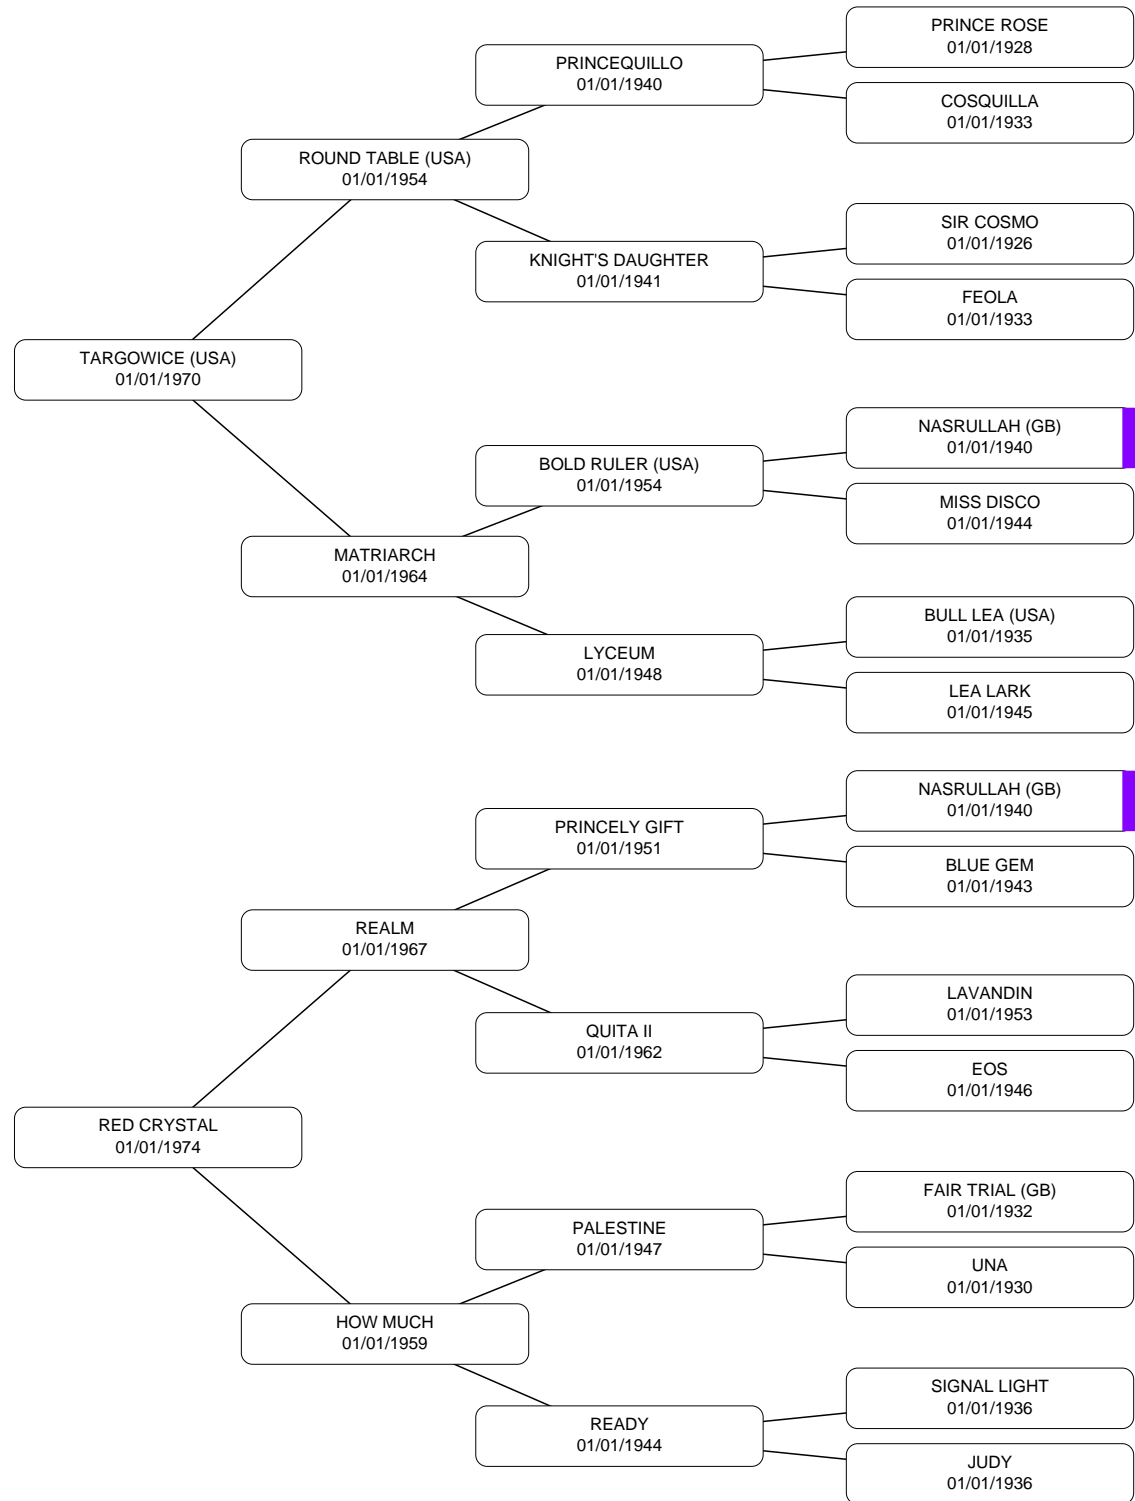 PRINCE ROSE
01/01/1928
PRINCEQUILLO
01/01/1940
COSQUILLA
01/01/1933
ROUND TABLE (USA)
01/01/1954
SIR COSMO
01/01/1926
KNIGHT'S DAUGHTER
01/01/1941
FEOLA
01/01/1933
TARGOWICE (USA)
01/01/1970
NASRULLAH (GB)
01/01/1940
BOLD RULER (USA)
01/01/1954
MISS DISCO
01/01/1944
MATRIARCH
01/01/1964
BULL LEA (USA)
01/01/1935
LYCEUM
01/01/1948
LEA LARK
01/01/1945
NASRULLAH (GB)
01/01/1940
PRINCELY GIFT
01/01/1951
BLUE GEM
01/01/1943
REALM
01/01/1967
LAVANDIN
01/01/1953
QUITA II
01/01/1962
EOS
01/01/1946
RED CRYSTAL
01/01/1974
FAIR TRIAL (GB)
01/01/1932
PALESTINE
01/01/1947
UNA
01/01/1930
HOW MUCH
01/01/1959
SIGNAL LIGHT
01/01/1936
READY
01/01/1944
JUDY
01/01/1936